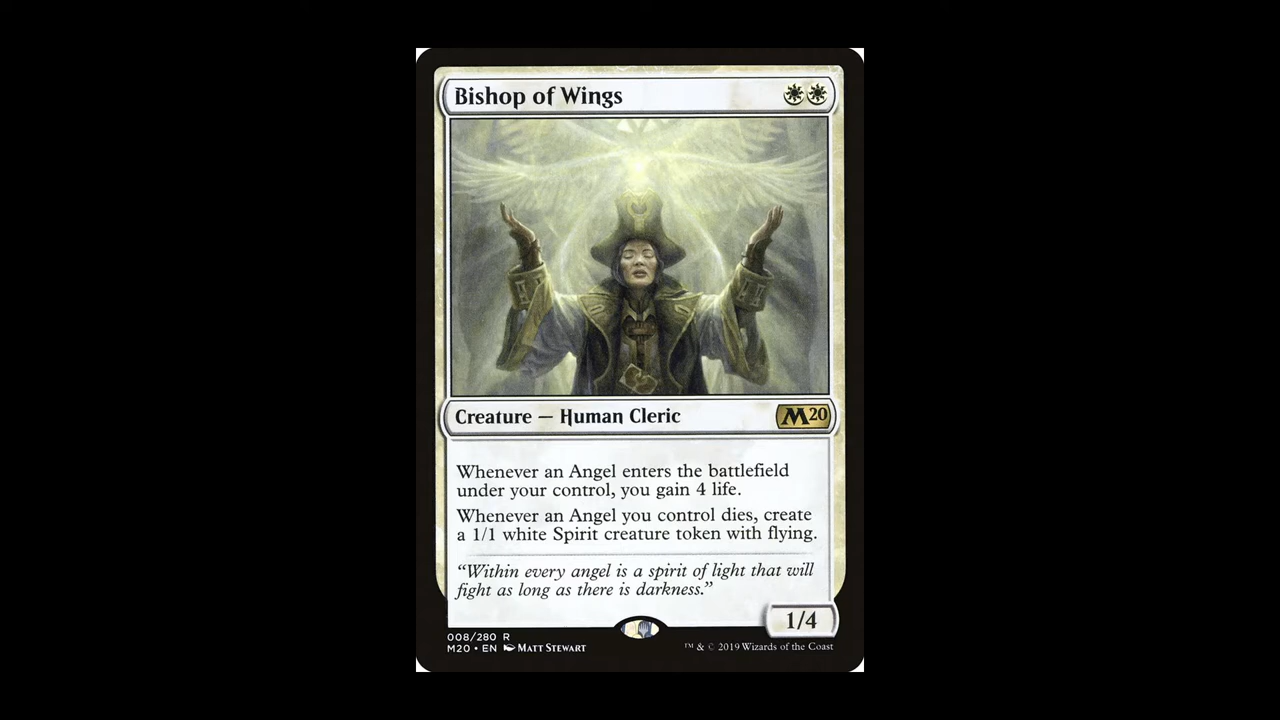 Bishop of Wings
M20
Creature — Human Cleric
Whenever an Angel enters the battlefield
under your control, you gain 4 life.
Whenever an Angel you control dies, create
a 1/1 white Spirit creature token with flying.
“Within every angel is a spirit of light that will
fight as long as there is darkness.”
1/4
008/280 R
M20 • EN MATT STEWART
™ & © 2019 Wizards of the Coast